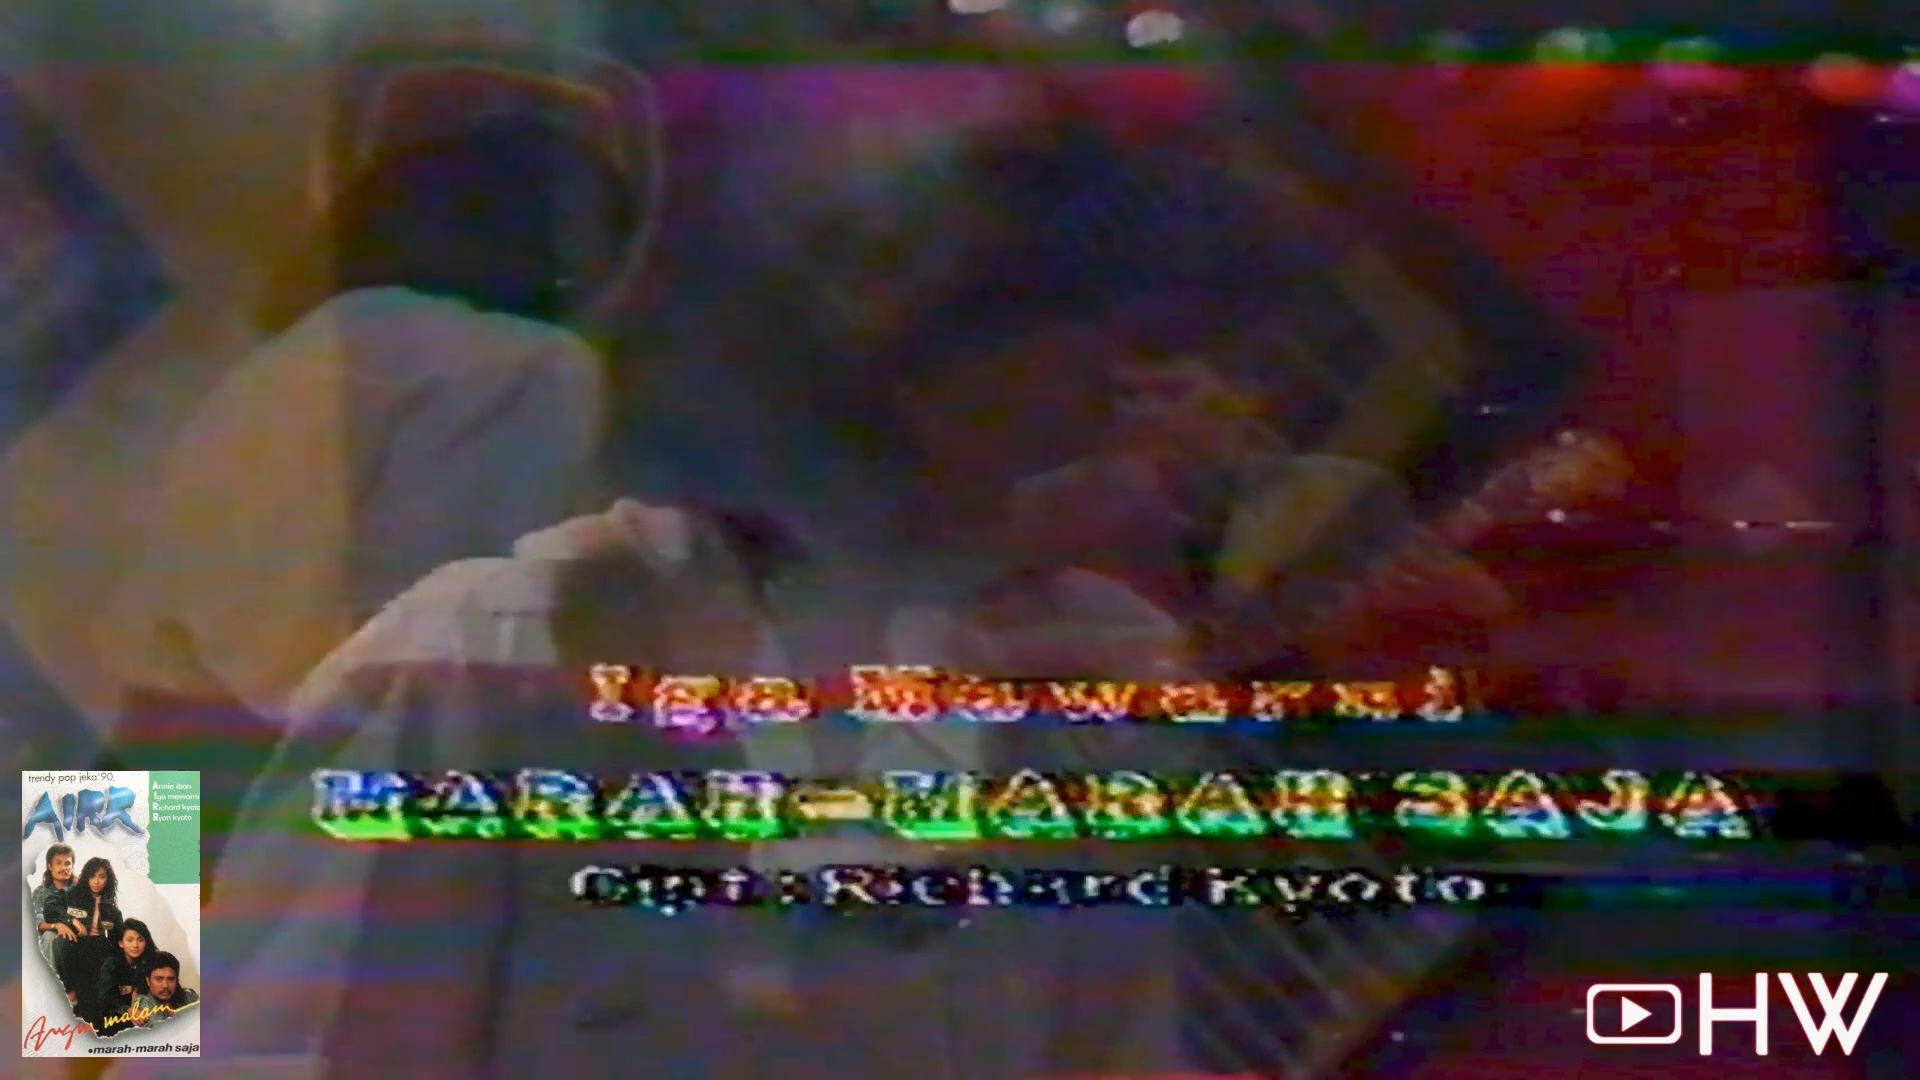 Iga Mawarni
MARAH-MARAH SAJA
Cipt: Richard Kyoto
trendy pop jeka '90
AIRR
Annie ibon
Iga mawarni
Richard kyoto
Ryan kyoto
Angin malam
•marah-marah saja
HW